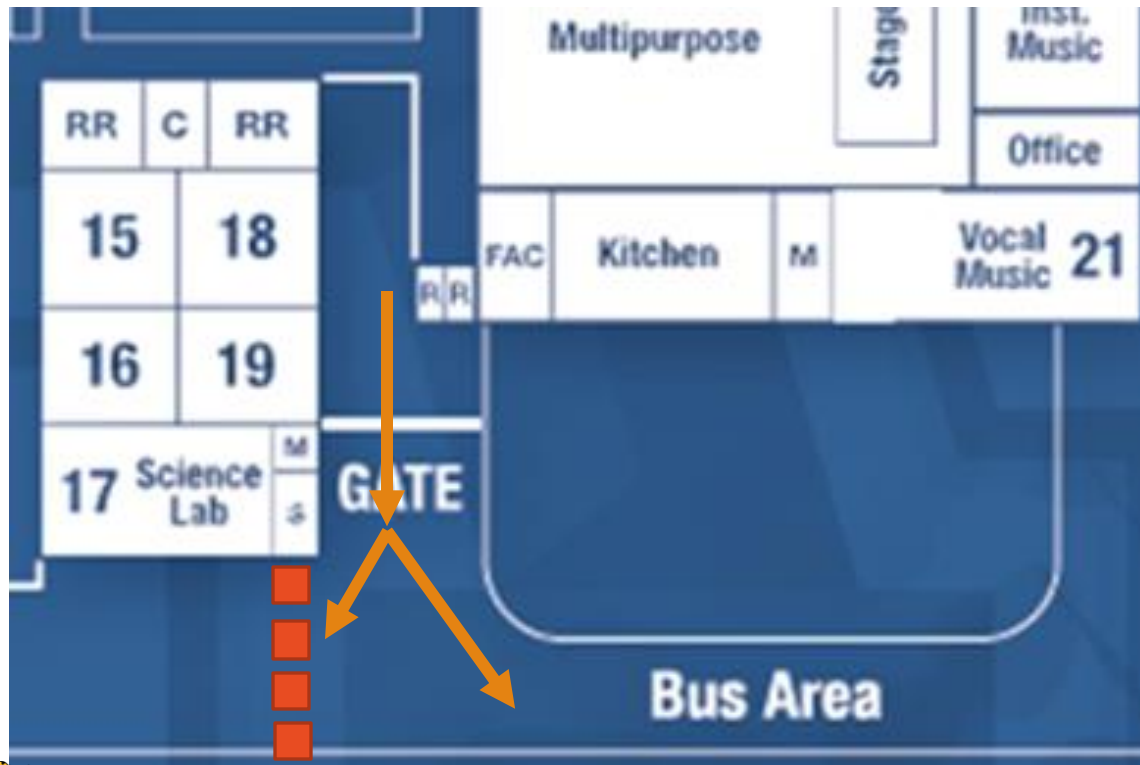 Multipurpose
Stage
Inst.
Music
RR
C
RR
Office
15
18
FAC
Kitchen
M
Vocal
Music
21
R
R
16
19
17
Science
Lab
M
S
GATE
Bus Area